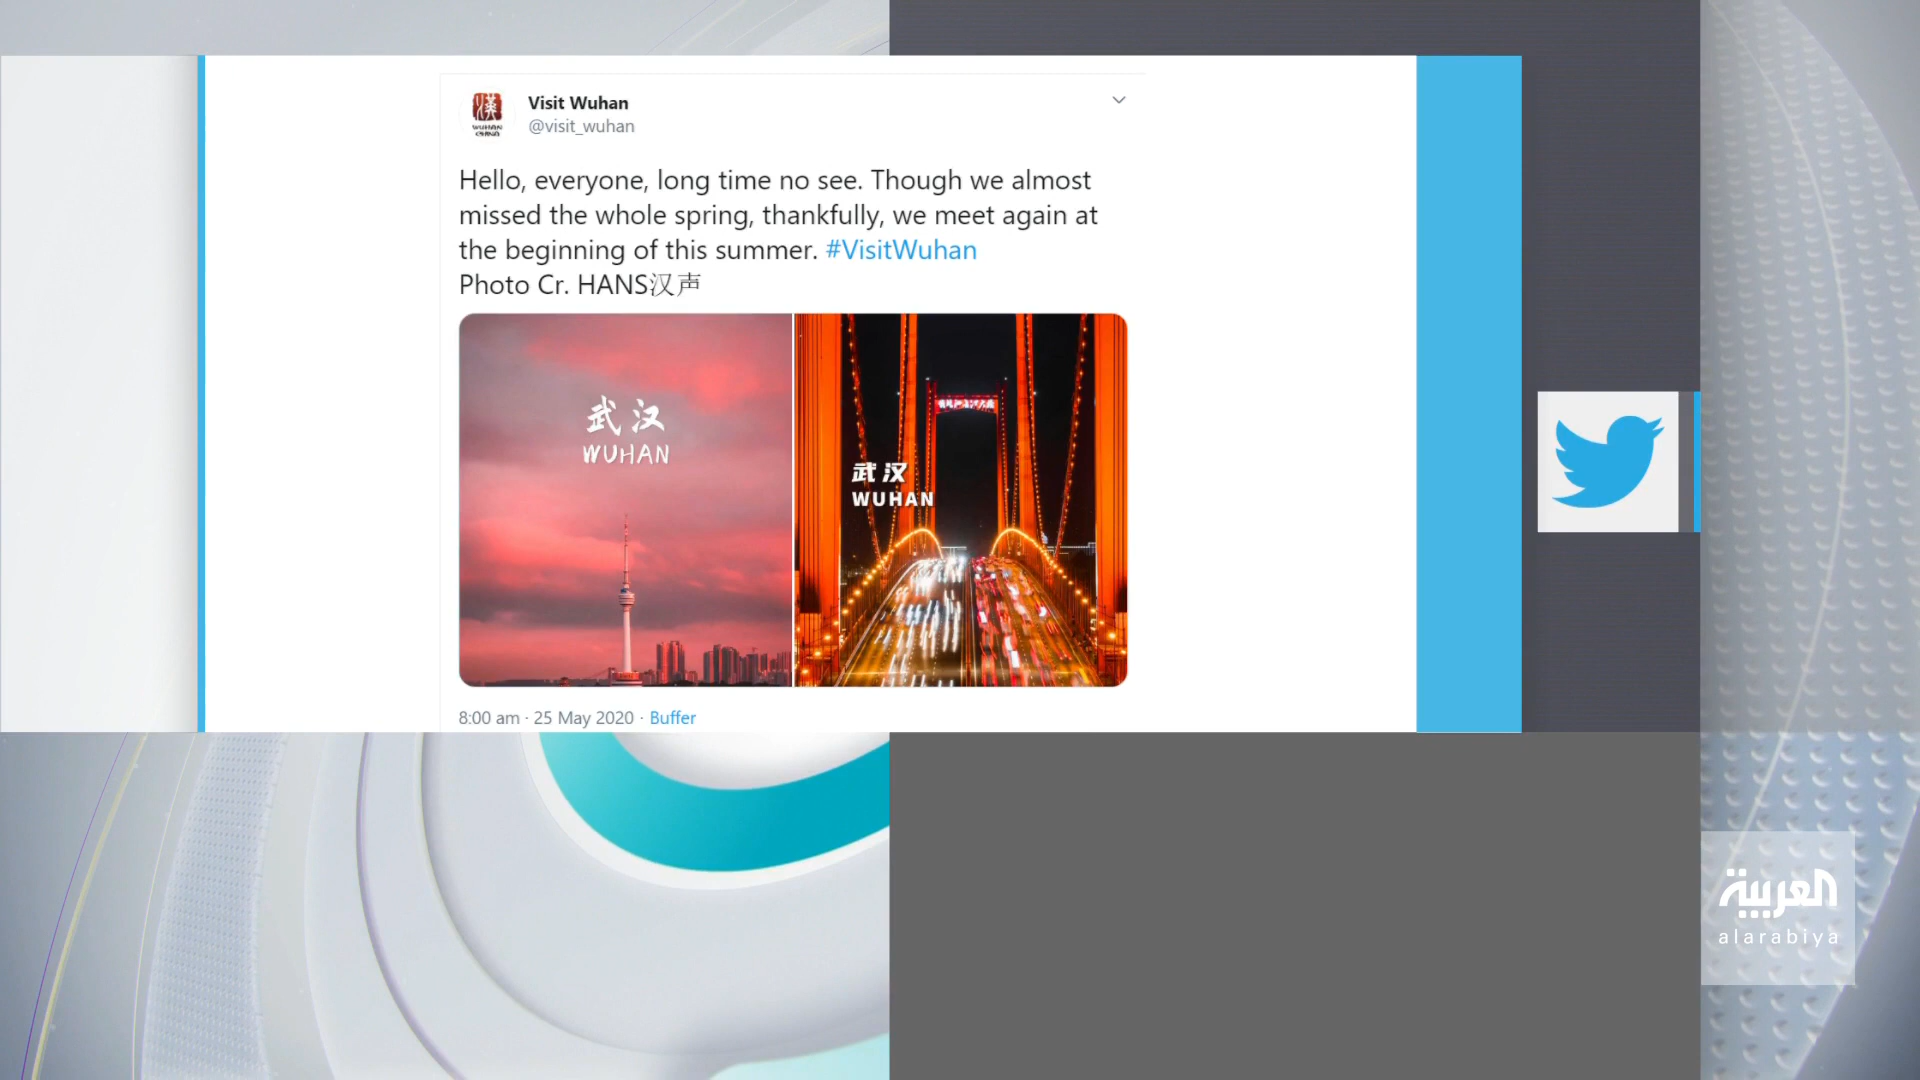 Visit Wuhan
@visit_wuhan
WUHAN
CHINA
Hello, everyone, long time no see. Though we almost
missed the whole spring, thankfully, we meet again at
the beginning of this summer. #VisitWuhan
Photo Cr. HANS汉声
武汉
WUHAN
武汉
WUHAN
8:00 am · 25 May 2020 · Buffer
العربية
alarabiya